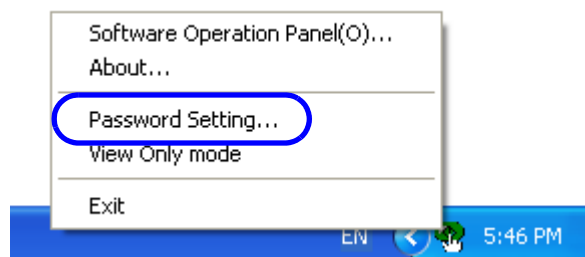 Software Operation Panel(O)...
About...
Password Setting...
View Only mode
Exit
EN 5:46 PM